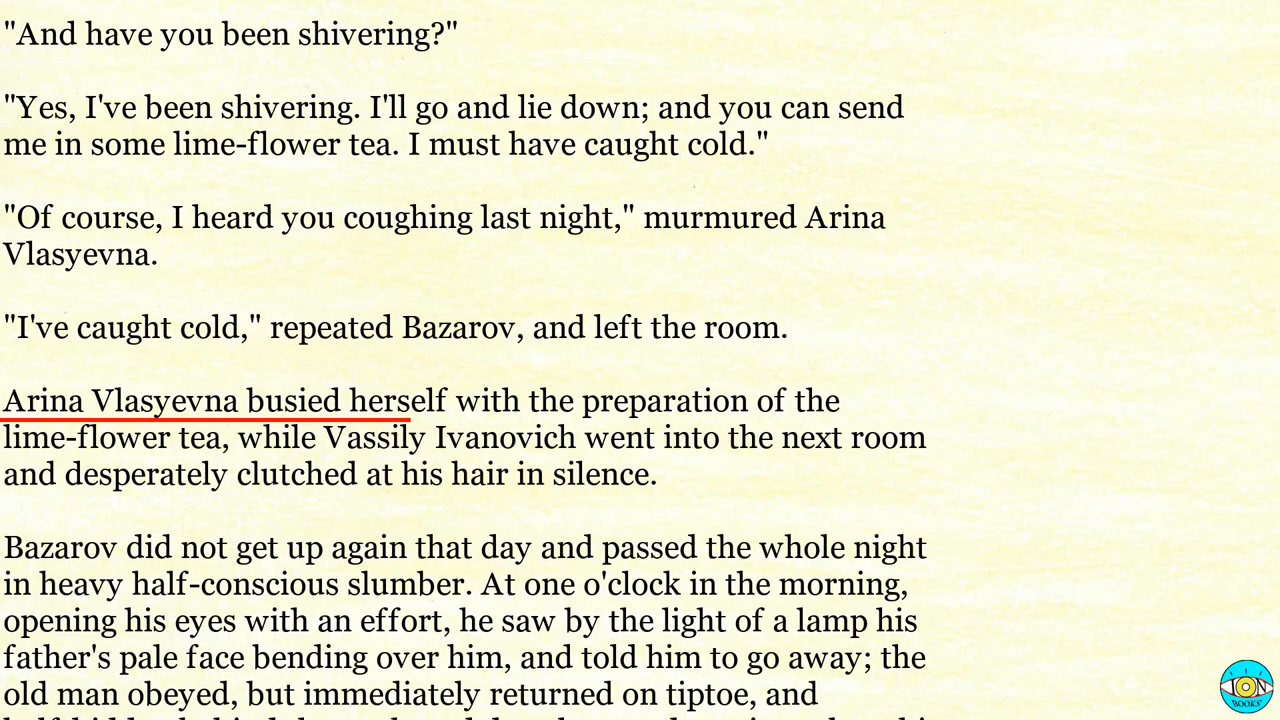 "And have you been shivering?"
"Yes, I've been shivering. I'll go and lie down; and you can send
me in some lime-flower tea. I must have caught cold."
"Of course, I heard you coughing last night," murmured Arina
Vlasyevna.
"I've caught cold," repeated Bazarov, and left the room.
Arina Vlasyevna busied herself with the preparation of the
lime-flower tea, while Vassily Ivanovich went into the next room
and desperately clutched at his hair in silence.
Bazarov did not get up again that day and passed the whole night
in heavy half-conscious slumber. At one o'clock in the morning,
opening his eyes with an effort, he saw by the light of a lamp his
father's pale face bending over him, and told him to go away; the
old man obeyed, but immediately returned on tiptoe, and
ION
BOOKS